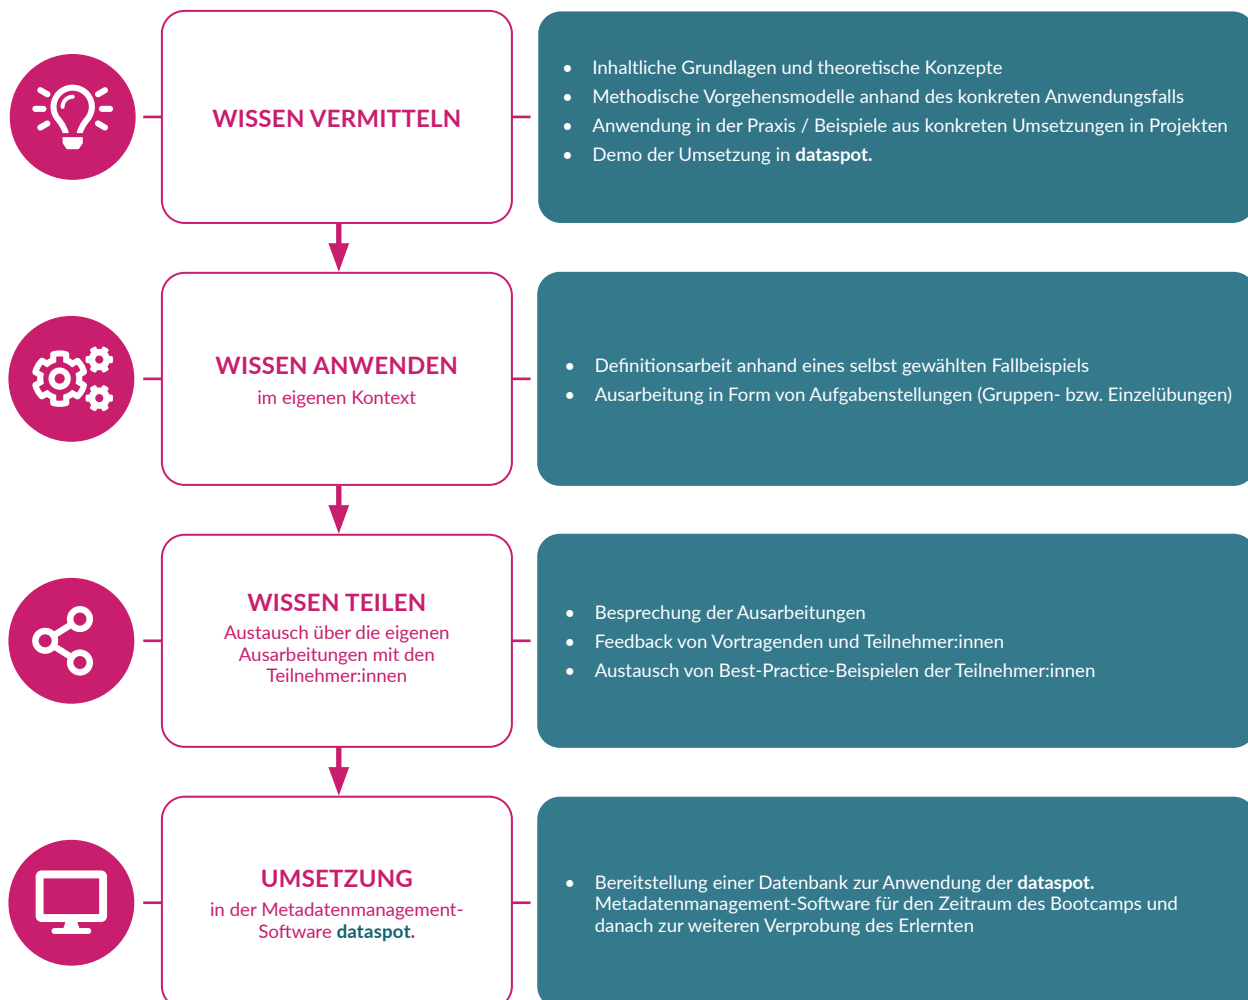 WISSEN VERMITTELN
• Inhaltliche Grundlagen und theoretische Konzepte
• Methodische Vorgehensmodelle anhand des konkreten Anwendungsfalls
• Anwendung in der Praxis / Beispiele aus konkreten Umsetzungen in Projekten
• Demo der Umsetzung in dataspot.
WISSEN ANWENDEN
im eigenen Kontext
• Definitionsarbeit anhand eines selbst gewählten Fallbeispiels
• Ausarbeitung in Form von Aufgabenstellungen (Gruppen- bzw. Einzelübungen)
WISSEN TEILEN
Austausch über die eigenen
Ausarbeitungen mit den
Teilnehmer:innen
• Besprechung der Ausarbeitungen
• Feedback von Vortragenden und Teilnehmer:innen
• Austausch von Best-Practice-Beispielen der Teilnehmer:innen
UMSETZUNG
in der Metadatenmanagement-
Software dataspot.
• Bereitstellung einer Datenbank zur Anwendung der dataspot.
Metadatenmanagement-Software für den Zeitraum des Bootcamps und
danach zur weiteren Verprobung des Erlernten